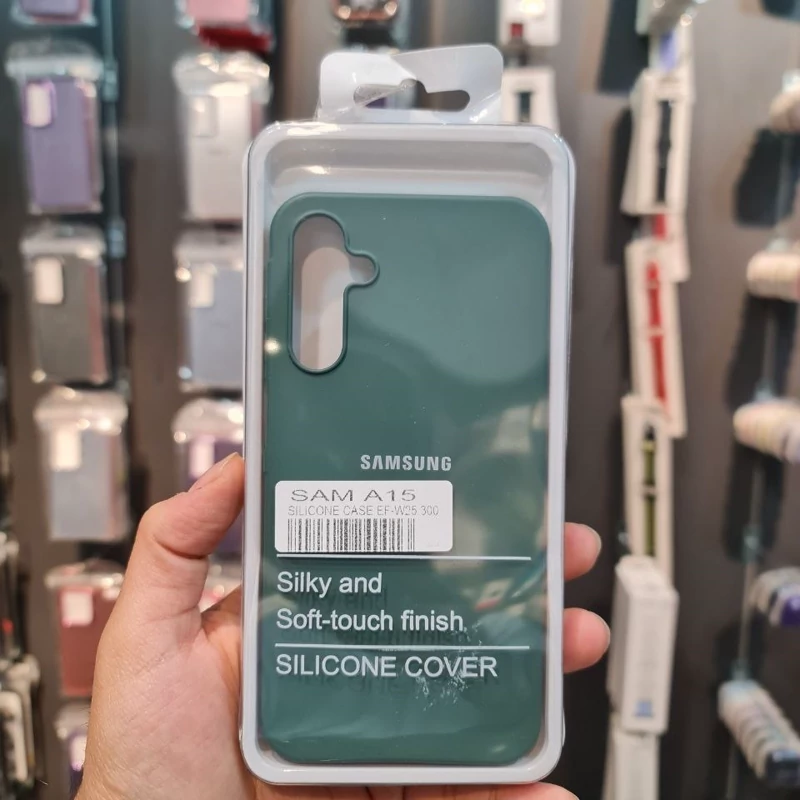 SAMSUNG
SAM A15
SILICONE CASE EF-W25 300
Silky and
Soft-touch finish.
SILICONE COVER